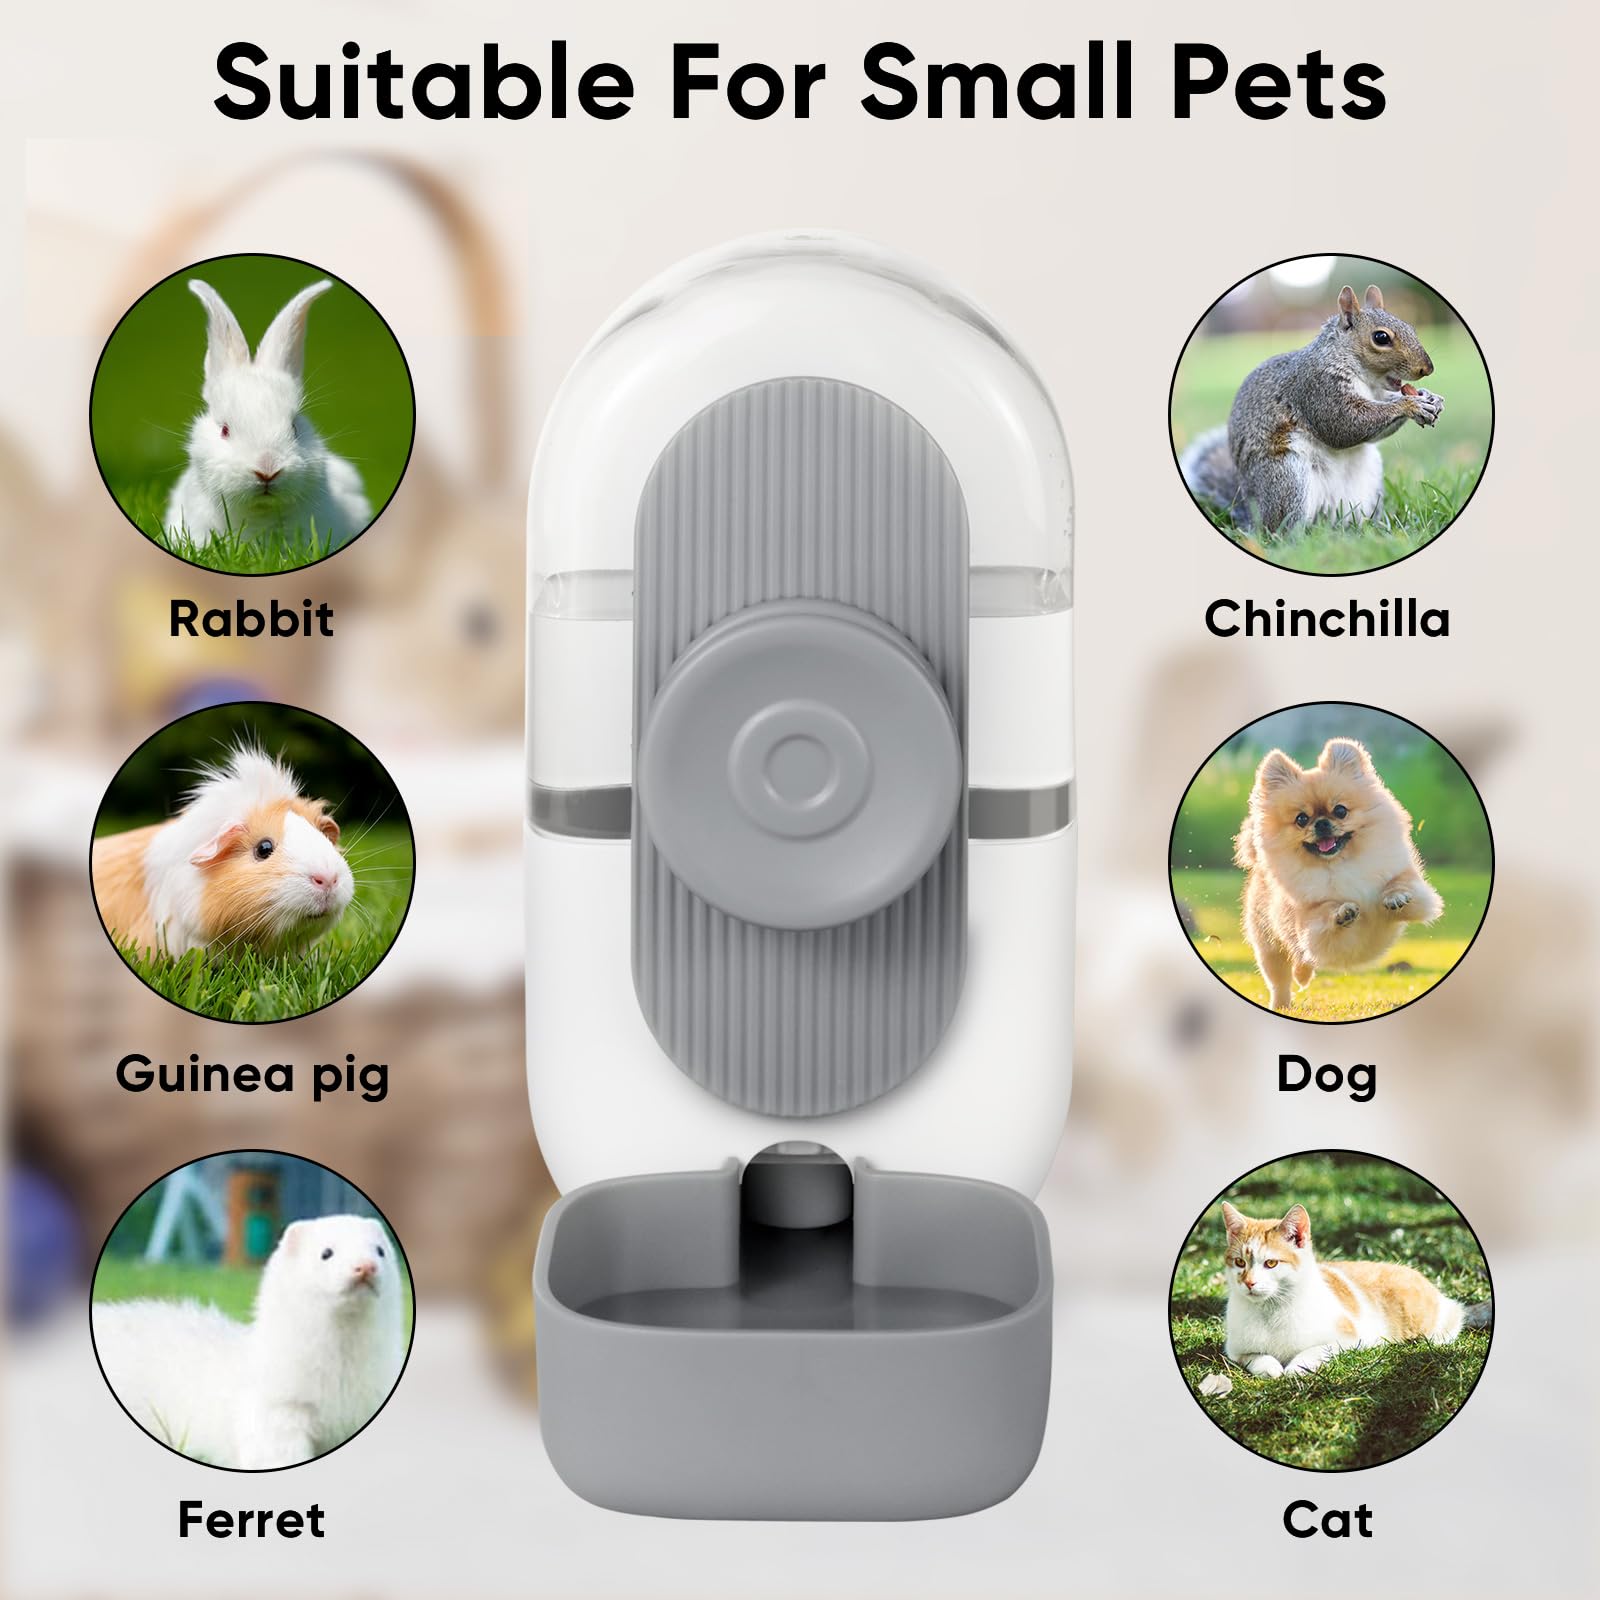 Suitable For Small Pets
Rabbit
Chinchilla
Guinea pig
Dog
Ferret
Cat